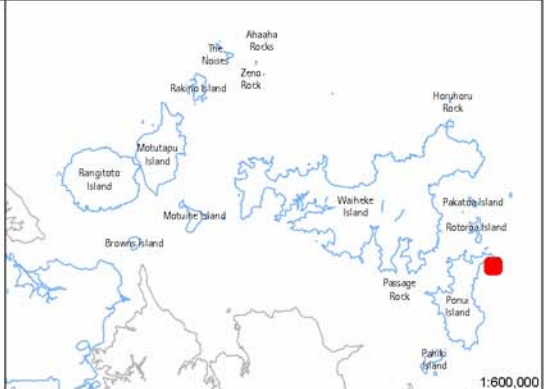 Ahaaha
Rocks
The
Noises
Zeno
Rock
Rakino Island
Horuhoru
Rock
Motutapu
Island
Rangitoto
Island
Waiheke
Island
Pakatoa Island
Motuihe Island
Rotoroa Island
Browns Island
Passage
Rock
Ponui
Island
Pahiki
Island
1:600,000